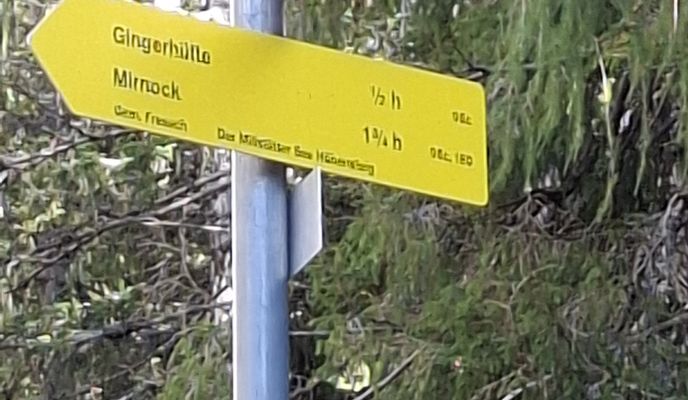 Gingerhütte ½ h
Mirnock 1¾ h
Gem. Fresach Der Millstätter See Höhensteig